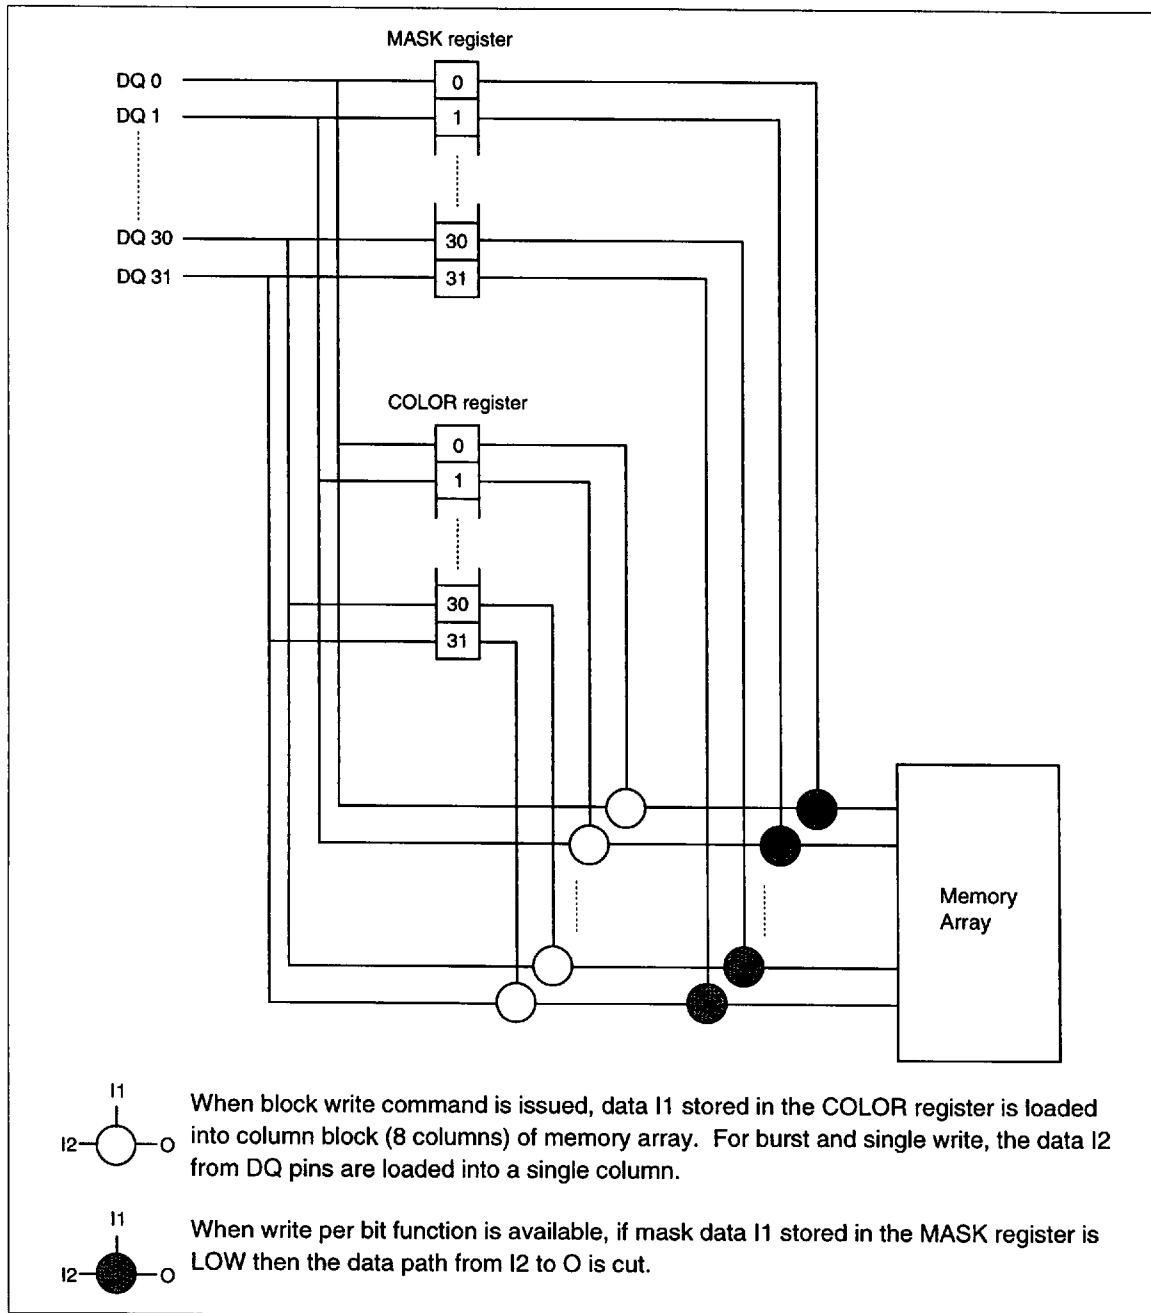 MASK register
DQ 0
0
DQ 1
1
DQ 30
30
DQ 31
31
COLOR register
0
1
30
31
Memory
Array
I1
I2
O
When block write command is issued, data I1 stored in the COLOR register is loaded
into column block (8 columns) of memory array. For burst and single write, the data I2
from DQ pins are loaded into a single column.
I1
I2
O
When write per bit function is available, if mask data I1 stored in the MASK register is
LOW then the data path from I2 to O is cut.